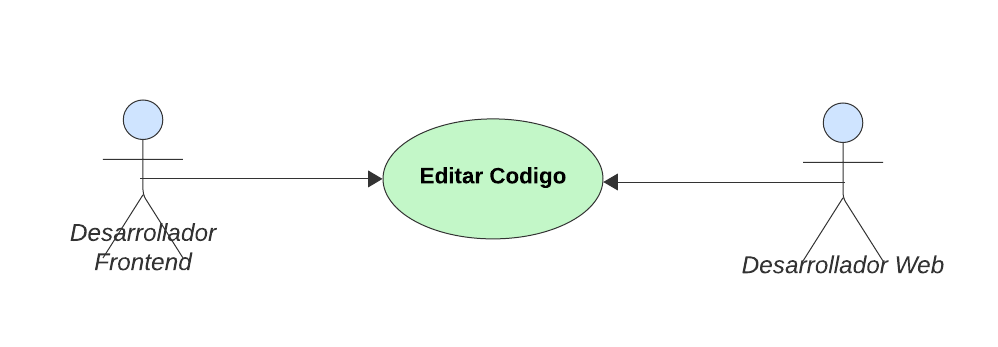 Editar Codigo
Desarrollador
Frontend
Desarrollador Web